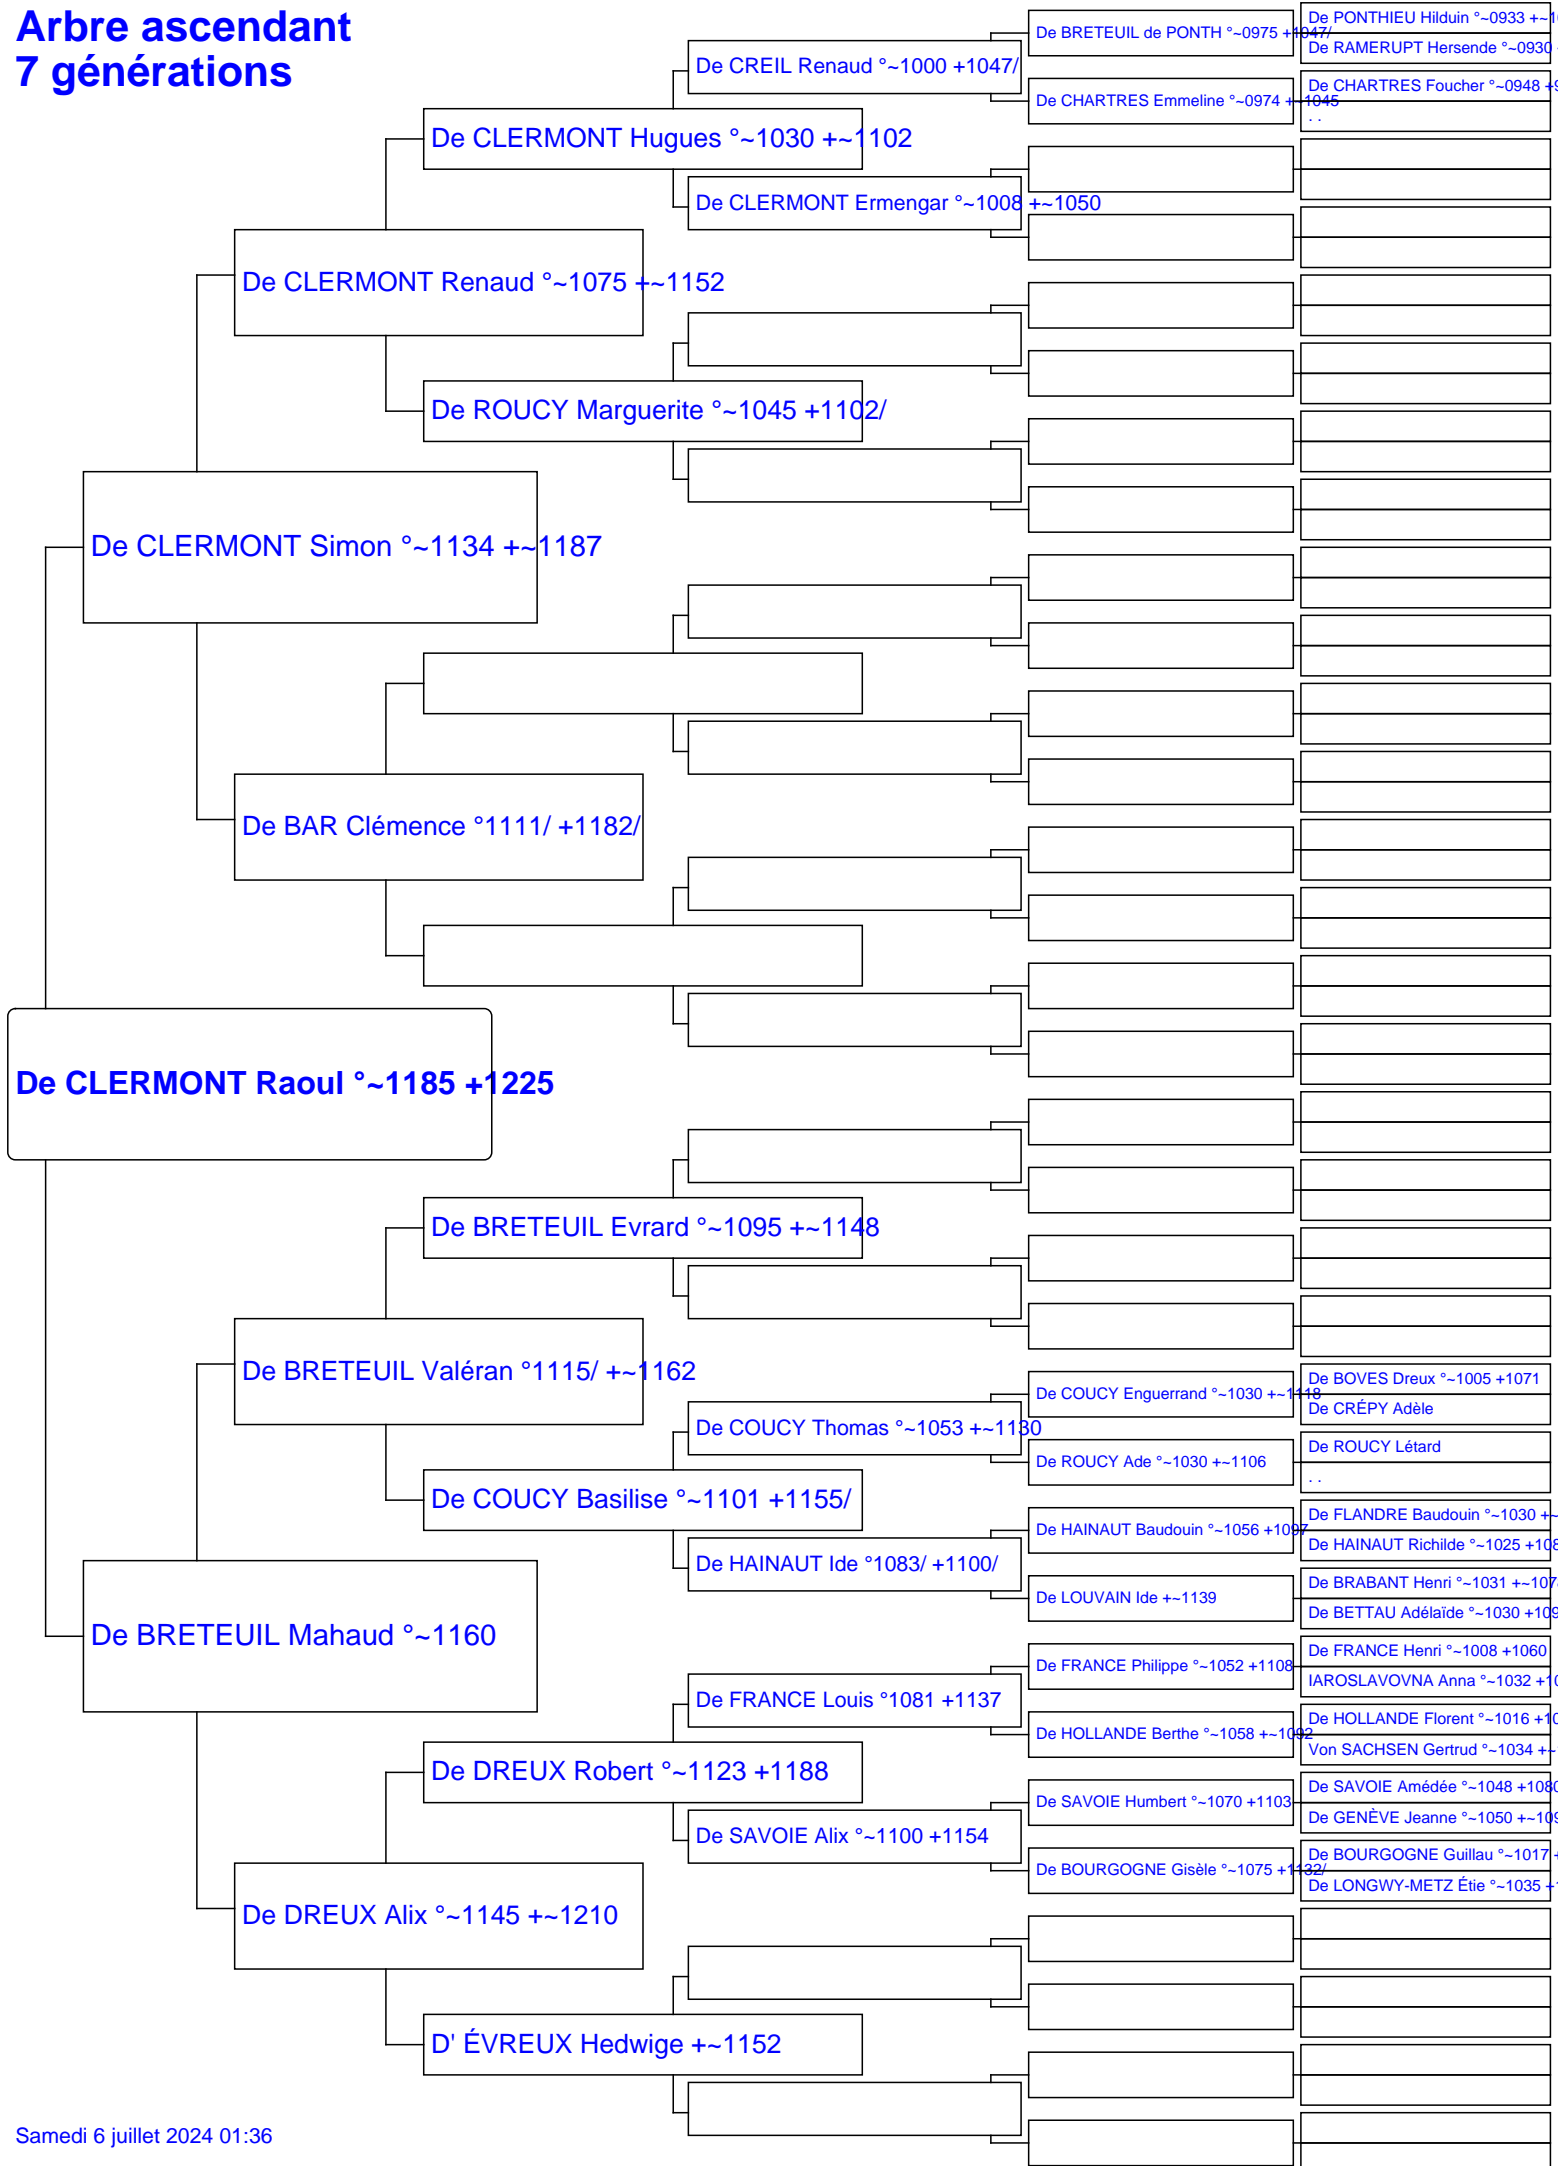 Arbre ascendant
7 générations
De PONTHIEU Hilduin °~0933 +~1
De BRETEUIL de PONTH °~0975 +1047/
De RAMERUPT Hersende °~0930
De CREIL Renaud °~1000 +1047/
De CHARTRES Foucher °~0948 +9
De CHARTRES Emmeline °~0974 +~1045
. .
De CLERMONT Hugues °~1030 +~1102
De CLERMONT Ermengar °~1008 +~1050
De CLERMONT Renaud °~1075 +~1152
De ROUCY Marguerite °~1045 +1102/
De CLERMONT Simon °~1134 +~1187
De BAR Clémence °1111/ +1182/
De CLERMONT Raoul °~1185 +1225
De BRETEUIL Evrard °~1095 +~1148
De BRETEUIL Valéran °1115/ +~1162
De BOVES Dreux °~1005 +1071
De COUCY Enguerrand °~1030 +~1118
De CRÉPY Adèle
De COUCY Thomas °~1053 +~1130
De ROUCY Létard
De ROUCY Ade °~1030 +~1106
. .
De COUCY Basilise °~1101 +1155/
De FLANDRE Baudouin °~1030 +~
De HAINAUT Baudouin °~1056 +1097
De HAINAUT Richilde °~1025 +108
De HAINAUT Ide °1083/ +1100/
De BRABANT Henri °~1031 +~107
De LOUVAIN Ide +~1139
De BETTAU Adélaïde °~1030 +109
De BRETEUIL Mahaud °~1160
De FRANCE Henri °~1008 +1060
De FRANCE Philippe °~1052 +1108
IAROSLAVOVNA Anna °~1032 +10
De FRANCE Louis °1081 +1137
De HOLLANDE Florent °~1016 +10
De HOLLANDE Berthe °~1058 +~1092
Von SACHSEN Gertrud °~1034 +~
De DREUX Robert °~1123 +1188
De SAVOIE Amédée °~1048 +1080
De SAVOIE Humbert °~1070 +1103
De GENÈVE Jeanne °~1050 +~109
De SAVOIE Alix °~1100 +1154
De BOURGOGNE Guillau °~1017 +
De BOURGOGNE Gisèle °~1075 +1132/
De LONGWY-METZ Étie °~1035 +1
De DREUX Alix °~1145 +~1210
D' ÉVREUX Hedwige +~1152
Samedi 6 juillet 2024 01:36